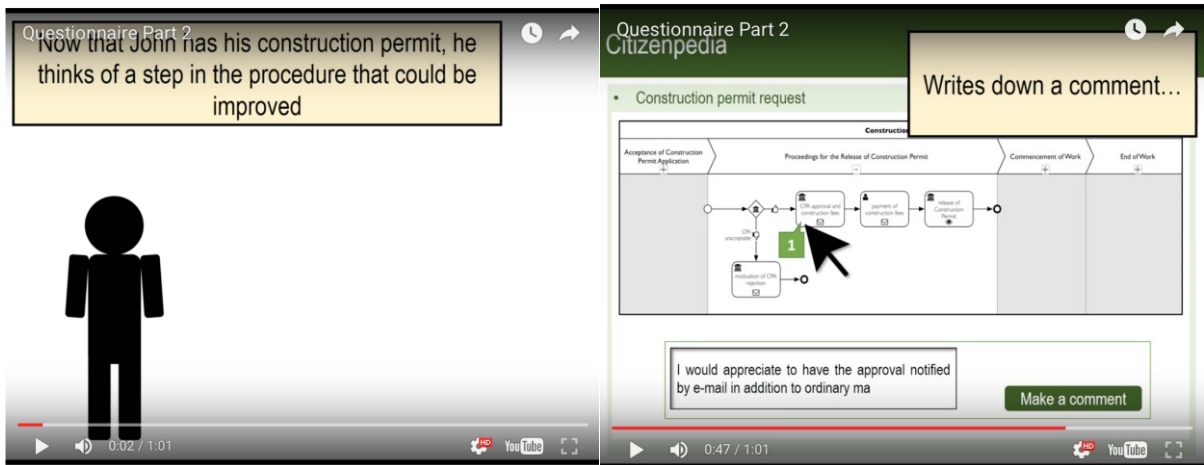 Questionnaire Part 2
Now that John has his construction permit, he
thinks of a step in the procedure that could be
improved
0:02 / 1:01
HD
YouTube
Questionnaire Part 2
Citizenpedia
Writes down a comment…
• Construction permit request
Construction
Acceptance of Construction
Permit Application
+
Proceedings for the Release of Construction Permit
-
Commencement of Work
+
End of Work
+
CPA approval and
construction fees
payment of
construction fees
release of
Construction
Permit
CPA
unacceptable
1
motivation of CPA
rejection
I would appreciate to have the approval notified
by e-mail in addition to ordinary ma
Make a comment
0:47 / 1:01
HD
YouTube